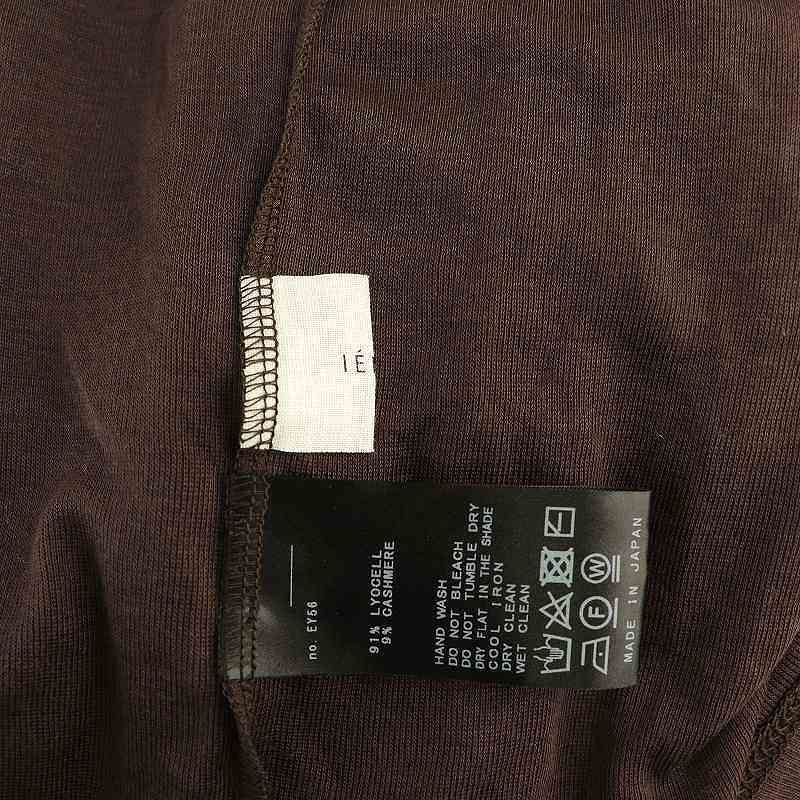 IÈ
no. EY56
91% LYOCELL
9% CASHMERE
HAND WASH
DO NOT BLEACH
DO NOT TUMBLE DRY
DRY FLAT IN THE SHADE
COOL IRON
DRY CLEAN
WET CLEAN
F W
MADE IN JAPAN